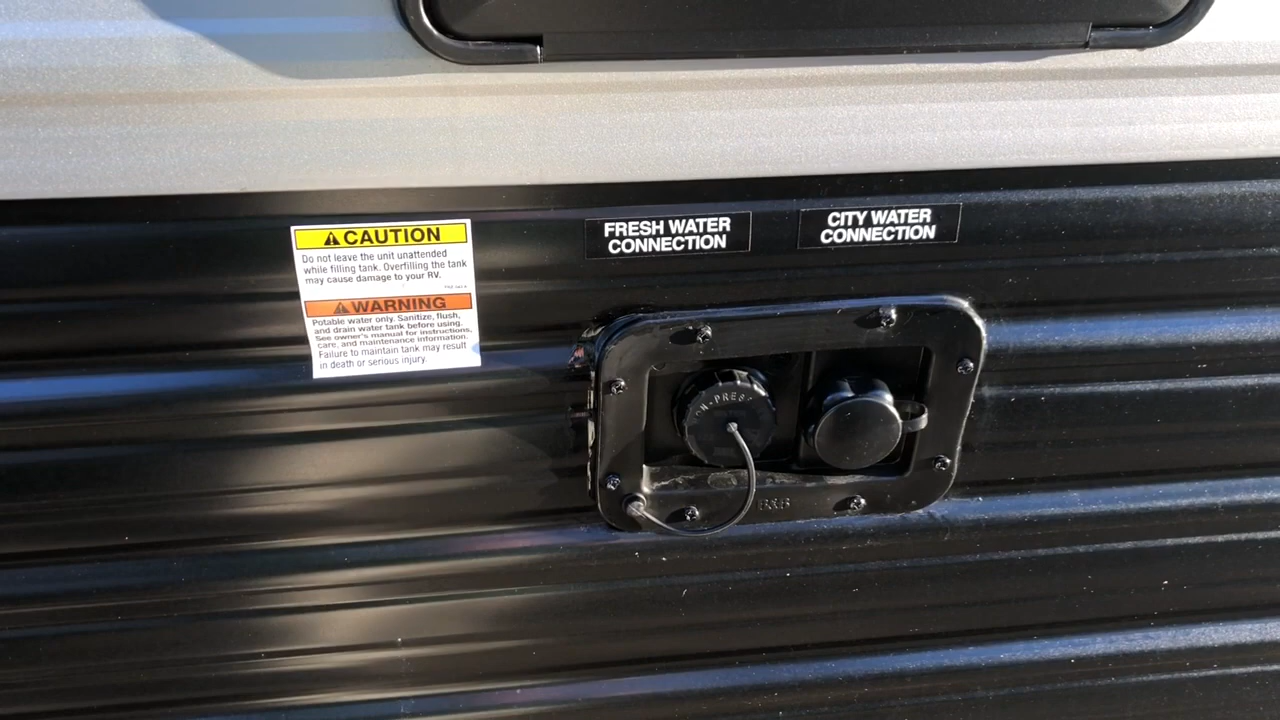 CAUTION
Do not leave the unit unattended
while filling tank. Overfilling the tank
may cause damage to your RV.
WARNING
Potable water only. Sanitize, flush,
and drain water tank before using.
See owner's manual for instructions,
care, and maintenance information.
Failure to maintain tank may result
in death or serious injury.
FRESH WATER
CONNECTION
CITY WATER
CONNECTION
B&B